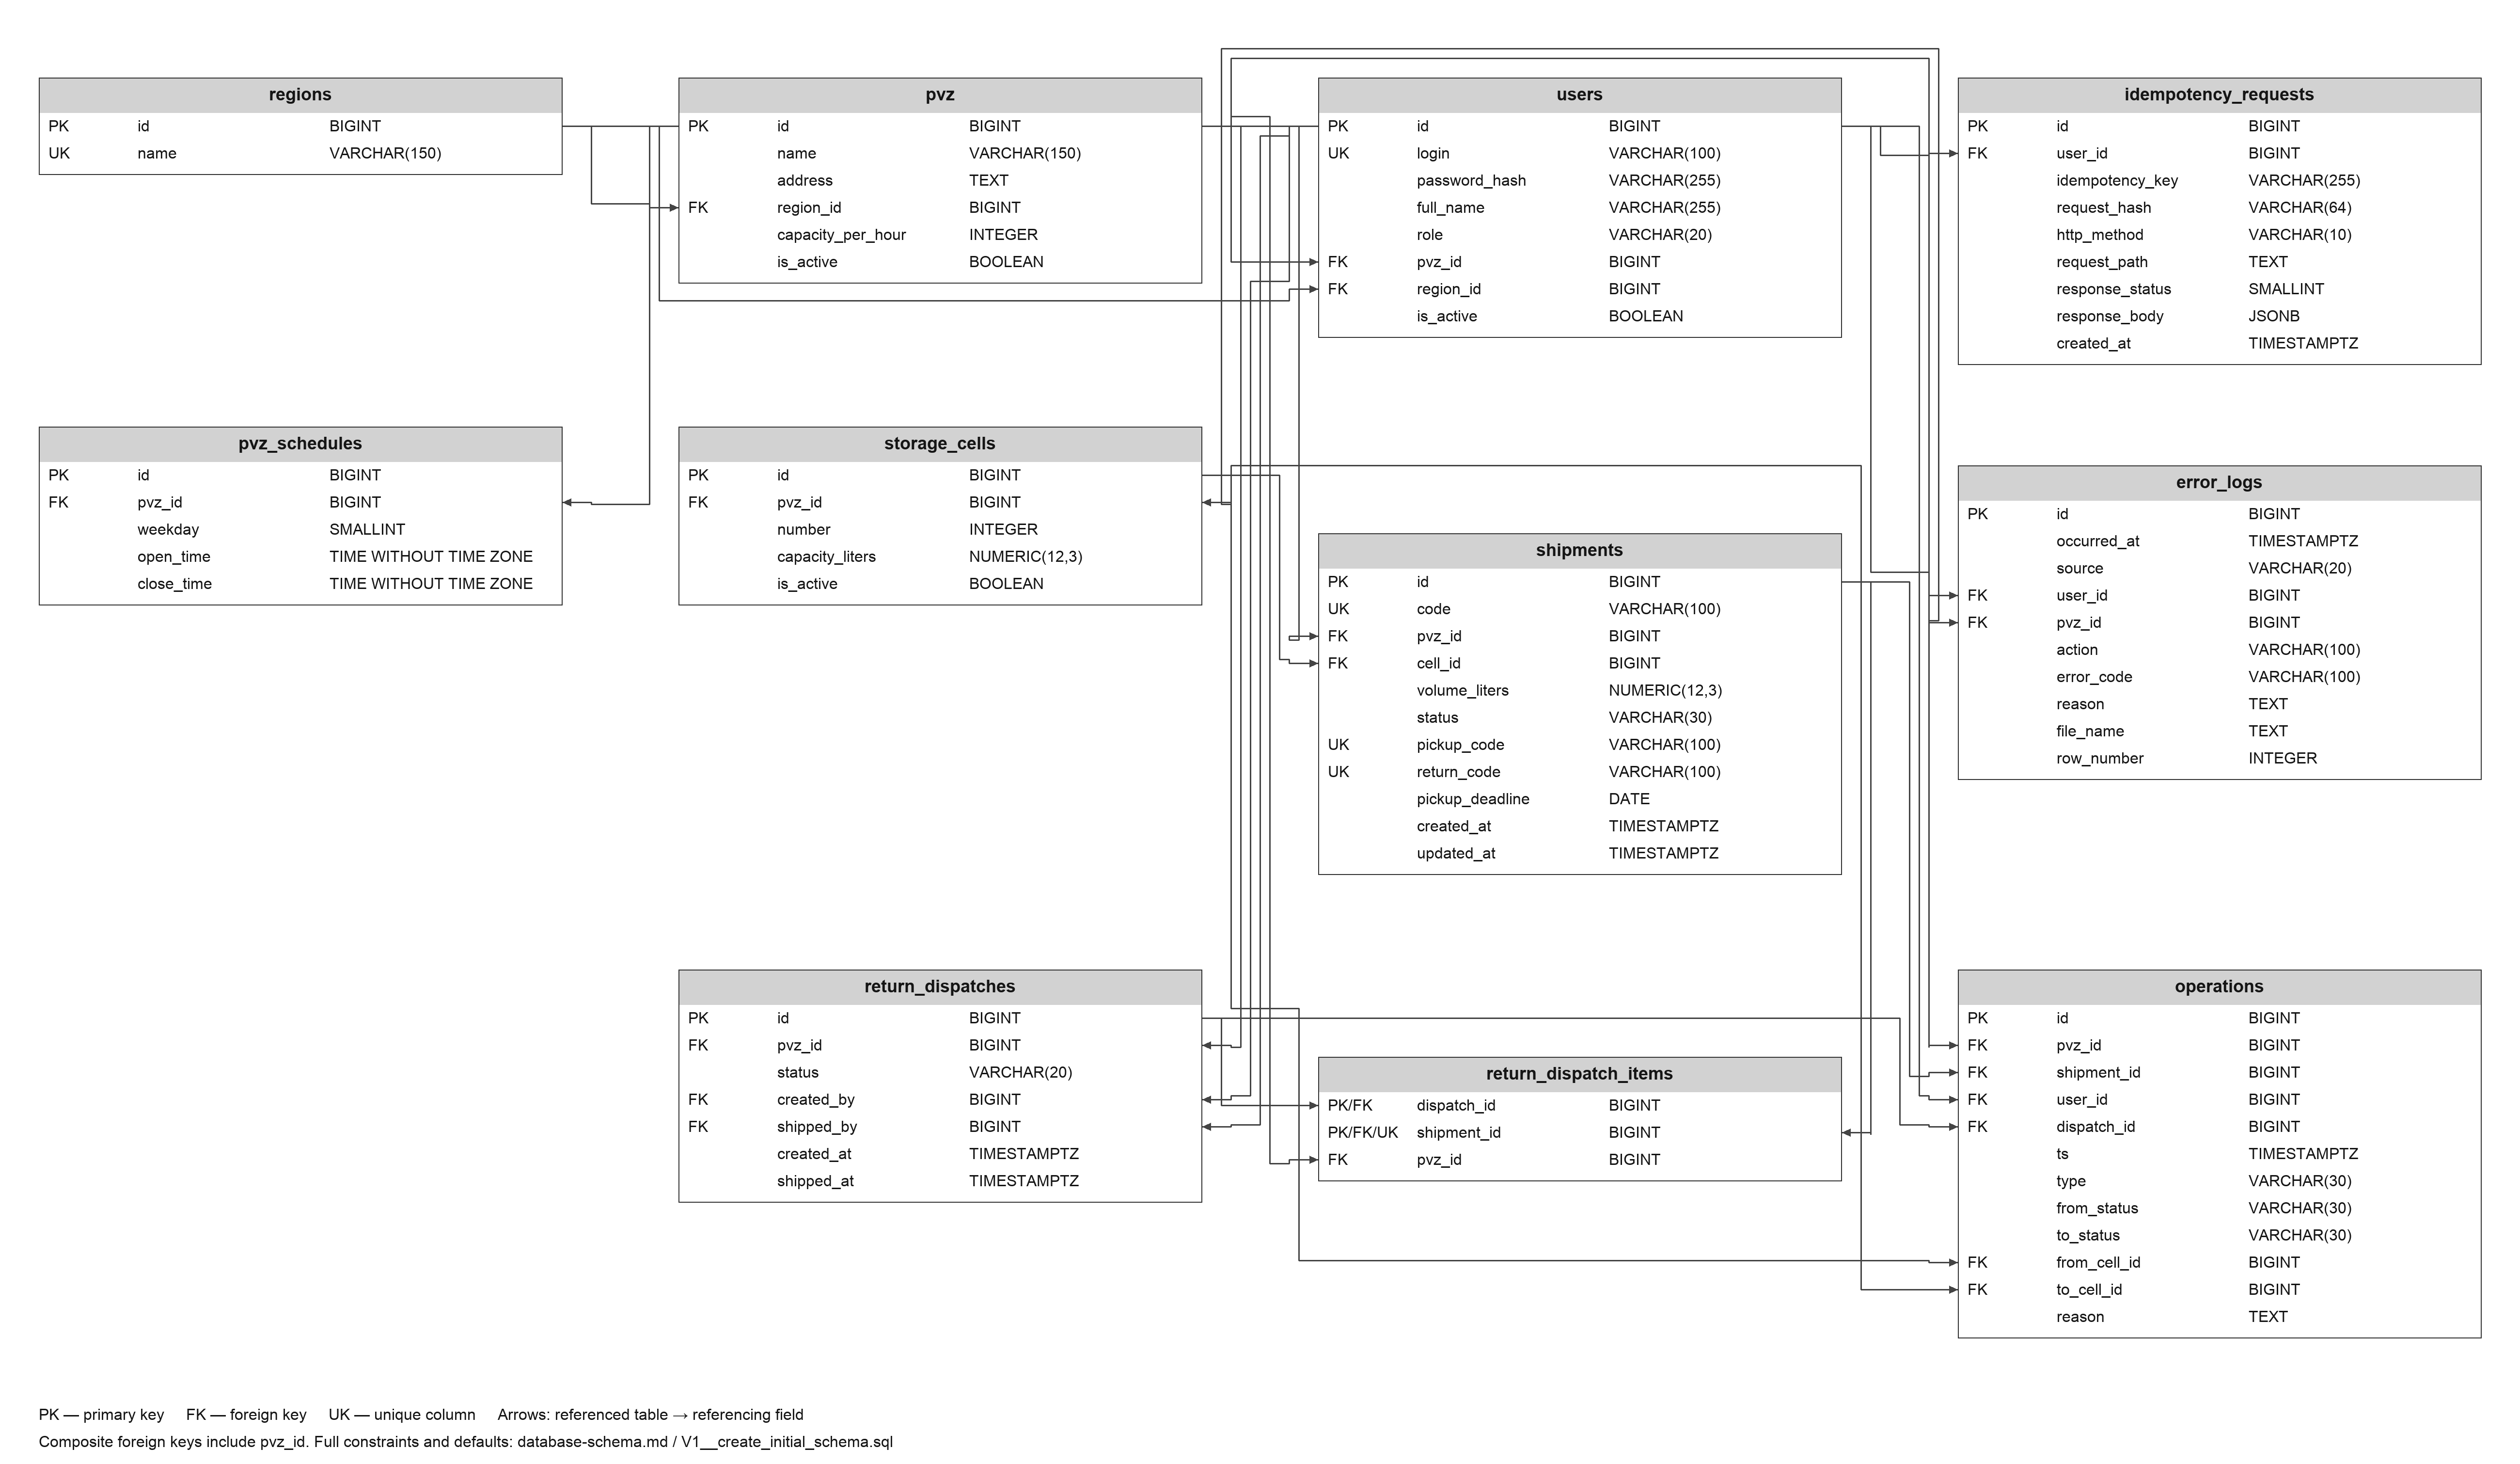 regions
PK id BIGINT
UK name VARCHAR(150)
pvz
PK id BIGINT
name VARCHAR(150)
address TEXT
FK region_id BIGINT
capacity_per_hour INTEGER
is_active BOOLEAN
users
PK id BIGINT
UK login VARCHAR(100)
password_hash VARCHAR(255)
full_name VARCHAR(255)
role VARCHAR(20)
FK pvz_id BIGINT
FK region_id BIGINT
is_active BOOLEAN
idempotency_requests
PK id BIGINT
FK user_id BIGINT
idempotency_key VARCHAR(255)
request_hash VARCHAR(64)
http_method VARCHAR(10)
request_path TEXT
response_status SMALLINT
response_body JSONB
created_at TIMESTAMPTZ
pvz_schedules
PK id BIGINT
FK pvz_id BIGINT
weekday SMALLINT
open_time TIME WITHOUT TIME ZONE
close_time TIME WITHOUT TIME ZONE
storage_cells
PK id BIGINT
FK pvz_id BIGINT
number INTEGER
capacity_liters NUMERIC(12,3)
is_active BOOLEAN
shipments
PK id BIGINT
UK code VARCHAR(100)
FK pvz_id BIGINT
FK cell_id BIGINT
volume_liters NUMERIC(12,3)
status VARCHAR(30)
UK pickup_code VARCHAR(100)
UK return_code VARCHAR(100)
pickup_deadline DATE
created_at TIMESTAMPTZ
updated_at TIMESTAMPTZ
error_logs
PK id BIGINT
occurred_at TIMESTAMPTZ
source VARCHAR(20)
FK user_id BIGINT
FK pvz_id BIGINT
action VARCHAR(100)
error_code VARCHAR(100)
reason TEXT
file_name TEXT
row_number INTEGER
return_dispatches
PK id BIGINT
FK pvz_id BIGINT
status VARCHAR(20)
FK created_by BIGINT
FK shipped_by BIGINT
created_at TIMESTAMPTZ
shipped_at TIMESTAMPTZ
return_dispatch_items
PK/FK dispatch_id BIGINT
PK/FK/UK shipment_id BIGINT
FK pvz_id BIGINT
operations
PK id BIGINT
FK pvz_id BIGINT
FK shipment_id BIGINT
FK user_id BIGINT
FK dispatch_id BIGINT
ts TIMESTAMPTZ
type VARCHAR(30)
from_status VARCHAR(30)
to_status VARCHAR(30)
FK from_cell_id BIGINT
FK to_cell_id BIGINT
reason TEXT
PK — primary key FK — foreign key UK — unique column Arrows: referenced table → referencing field
Composite foreign keys include pvz_id. Full constraints and defaults: database-schema.md / V1__create_initial_schema.sql